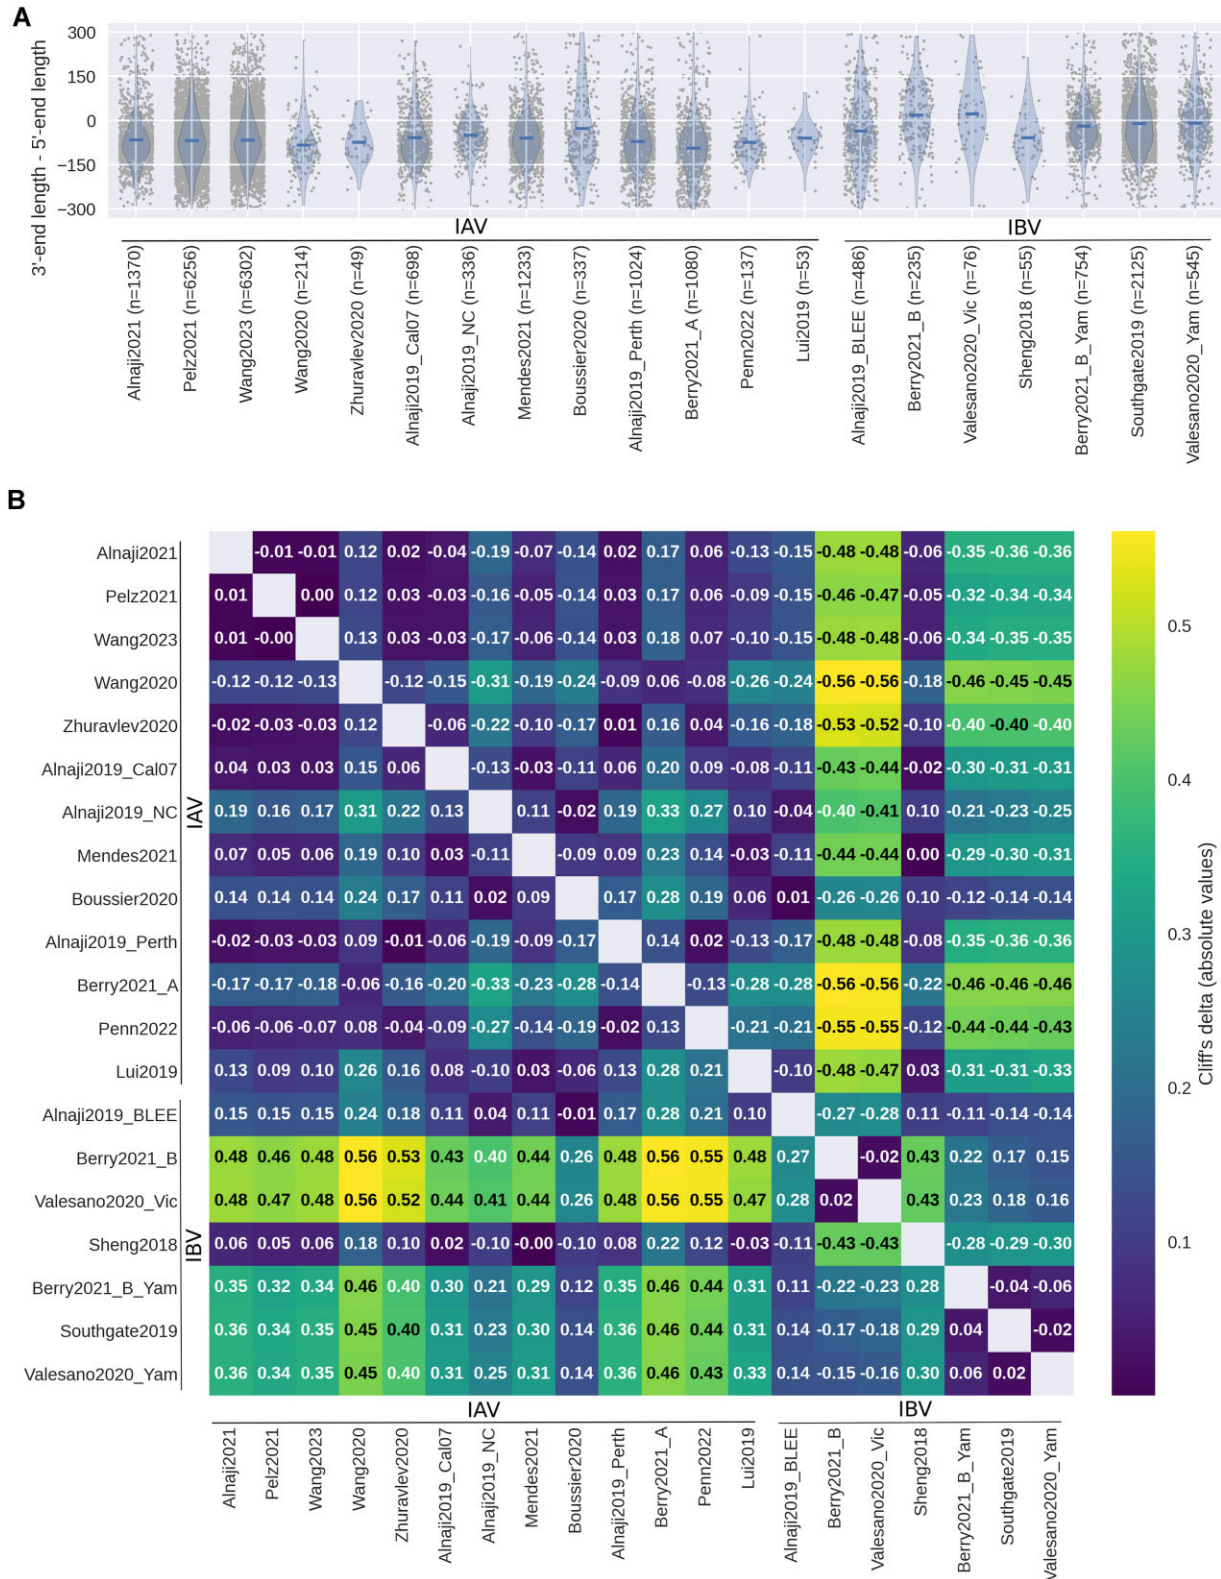 A
3'-end length - 5'-end length
300
150
0
−150
−300
IAV
IBV
Alnaji2021 (n=1370)
Pelz2021 (n=6256)
Wang2023 (n=6302)
Wang2020 (n=214)
Zhuravlev2020 (n=49)
Alnaji2019_Cal07 (n=698)
Alnaji2019_NC (n=336)
Mendes2021 (n=1233)
Boussier2020 (n=337)
Alnaji2019_Perth (n=1024)
Berry2021_A (n=1080)
Penn2022 (n=137)
Lui2019 (n=53)
Alnaji2019_BLEE (n=486)
Berry2021_B (n=235)
Valesano2020_Vic (n=76)
Sheng2018 (n=55)
Berry2021_B_Yam (n=754)
Southgate2019 (n=2125)
Valesano2020_Yam (n=545)
B
Alnaji2021 -0.01 -0.01 0.12 0.02 -0.04 -0.19 -0.07 -0.14 0.02 0.17 0.06 -0.13 -0.15 -0.48 -0.48 -0.06 -0.35 -0.36 -0.36
Pelz2021 0.01 0.00 0.12 0.03 -0.03 -0.16 -0.05 -0.14 0.03 0.17 0.06 -0.09 -0.15 -0.46 -0.47 -0.05 -0.32 -0.34 -0.34
Wang2023 0.01 -0.00 0.13 0.03 -0.03 -0.17 -0.06 -0.14 0.03 0.18 0.07 -0.10 -0.15 -0.48 -0.48 -0.06 -0.34 -0.35 -0.35
Wang2020 -0.12 -0.12 -0.13 -0.12 -0.15 -0.31 -0.19 -0.24 -0.09 0.06 -0.08 -0.26 -0.24 -0.56 -0.56 -0.18 -0.46 -0.45 -0.45
Zhuravlev2020 -0.02 -0.03 -0.03 0.12 -0.06 -0.22 -0.10 -0.17 0.01 0.16 0.04 -0.16 -0.18 -0.53 -0.52 -0.10 -0.40 -0.40 -0.40
Alnaji2019_Cal07 0.04 0.03 0.03 0.15 0.06 -0.13 -0.03 -0.11 0.06 0.20 0.09 -0.08 -0.11 -0.43 -0.44 -0.02 -0.30 -0.31 -0.31
Alnaji2019_NC 0.19 0.16 0.17 0.31 0.22 0.13 0.11 -0.02 0.19 0.33 0.27 0.10 -0.04 -0.40 -0.41 0.10 -0.21 -0.23 -0.25
Mendes2021 0.07 0.05 0.06 0.19 0.10 0.03 -0.11 -0.09 0.09 0.23 0.14 -0.03 -0.11 -0.44 -0.44 0.00 -0.29 -0.30 -0.31
Boussier2020 0.14 0.14 0.14 0.24 0.17 0.11 0.02 0.09 0.17 0.28 0.19 0.06 0.01 -0.26 -0.26 0.10 -0.12 -0.14 -0.14
Alnaji2019_Perth -0.02 -0.03 -0.03 0.09 -0.01 -0.06 -0.19 -0.09 -0.17 0.14 0.02 -0.13 -0.17 -0.48 -0.48 -0.08 -0.35 -0.36 -0.36
Berry2021_A -0.17 -0.17 -0.18 -0.06 -0.16 -0.20 -0.33 -0.23 -0.28 -0.14 -0.13 -0.28 -0.28 -0.56 -0.56 -0.22 -0.46 -0.46 -0.46
Penn2022 -0.06 -0.06 -0.07 0.08 -0.04 -0.09 -0.27 -0.14 -0.19 -0.02 0.13 -0.21 -0.21 -0.55 -0.55 -0.12 -0.44 -0.44 -0.43
Lui2019 0.13 0.09 0.10 0.26 0.16 0.08 -0.10 0.03 -0.06 0.13 0.28 0.21 -0.10 -0.48 -0.47 0.03 -0.31 -0.31 -0.33
Alnaji2019_BLEE 0.15 0.15 0.15 0.24 0.18 0.11 0.04 0.11 -0.01 0.17 0.28 0.21 0.10 -0.27 -0.28 0.11 -0.11 -0.14 -0.14
Berry2021_B 0.48 0.46 0.48 0.56 0.53 0.43 0.40 0.44 0.26 0.48 0.56 0.55 0.48 0.27 -0.02 0.43 0.22 0.17 0.15
Valesano2020_Vic 0.48 0.47 0.48 0.56 0.52 0.44 0.41 0.44 0.26 0.48 0.56 0.55 0.47 0.28 0.02 0.43 0.23 0.18 0.16
Sheng2018 0.06 0.05 0.06 0.18 0.10 0.02 -0.10 -0.00 -0.10 0.08 0.22 0.12 -0.03 -0.11 -0.43 -0.43 -0.28 -0.29 -0.30
Berry2021_B_Yam 0.35 0.32 0.34 0.46 0.40 0.30 0.21 0.29 0.12 0.35 0.46 0.44 0.31 0.11 -0.22 -0.23 0.28 -0.04 -0.06
Southgate2019 0.36 0.34 0.35 0.45 0.40 0.31 0.23 0.30 0.14 0.36 0.46 0.44 0.31 0.14 -0.17 -0.18 0.29 0.04 -0.02
Valesano2020_Yam 0.36 0.34 0.35 0.45 0.40 0.31 0.25 0.31 0.14 0.36 0.46 0.43 0.33 0.14 -0.15 -0.16 0.30 0.06 0.02
IAV
IBV
IAV
IBV
Alnaji2021
Pelz2021
Wang2023
Wang2020
Zhuravlev2020
Alnaji2019_Cal07
Alnaji2019_NC
Mendes2021
Boussier2020
Alnaji2019_Perth
Berry2021_A
Penn2022
Lui2019
Alnaji2019_BLEE
Berry2021_B
Valesano2020_Vic
Sheng2018
Berry2021_B_Yam
Southgate2019
Valesano2020_Yam
0.5
0.4
0.3
0.2
0.1
Cliff's delta (absolute values)